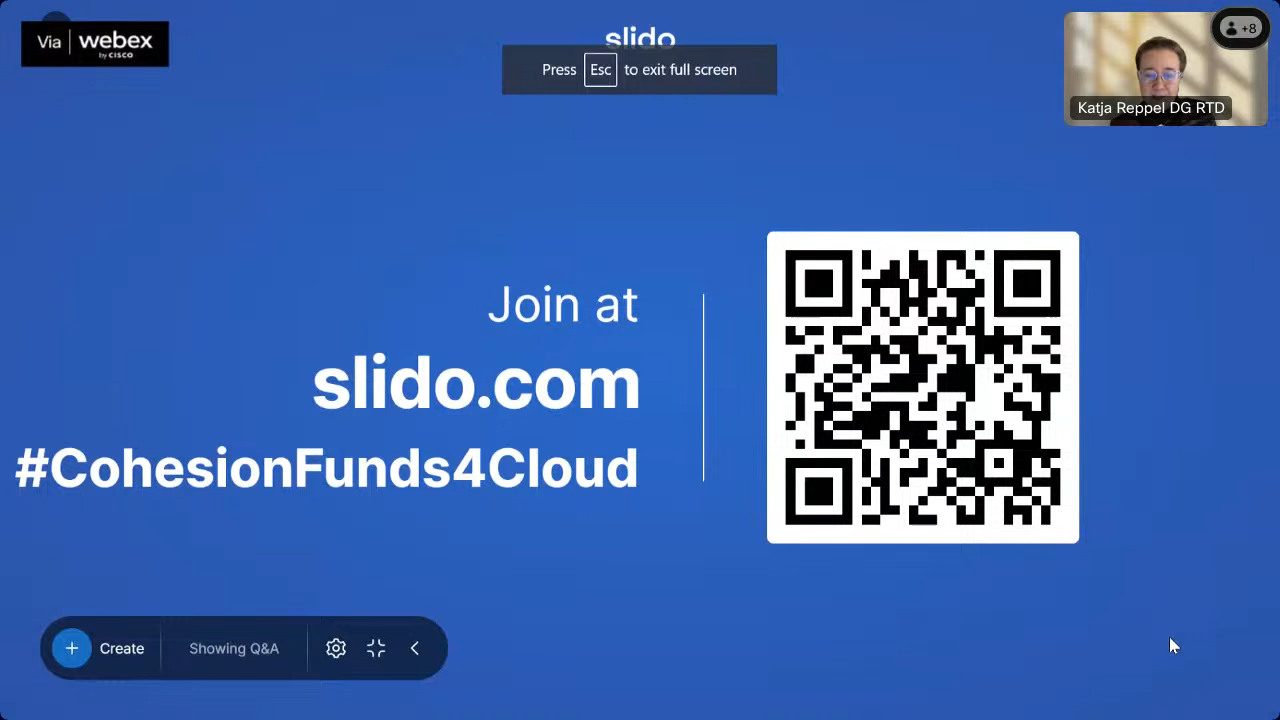 Via webex
by CISCO
slido
Press Esc to exit full screen
+8
Katja Reppel DG RTD
Join at
slido.com
#CohesionFunds4Cloud
+ Create Showing Q&A